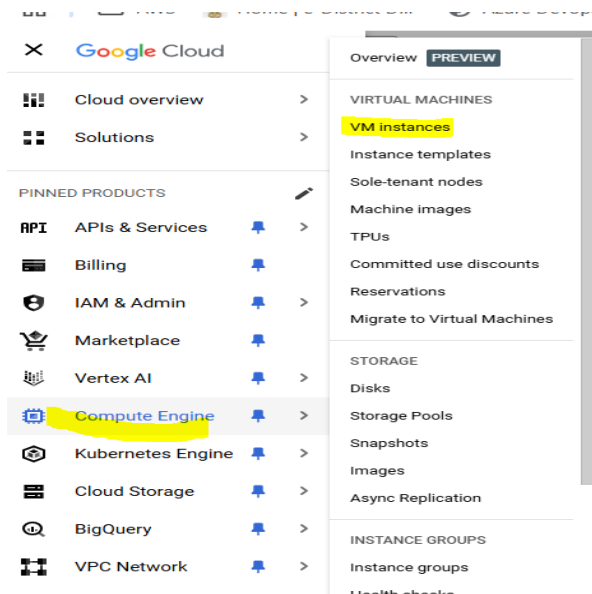 Google Cloud
Cloud overview
Solutions
PINNED PRODUCTS
API APIs & Services
Billing
IAM & Admin
Marketplace
Vertex AI
Compute Engine
Kubernetes Engine
Cloud Storage
BigQuery
VPC Network
Overview PREVIEW
VIRTUAL MACHINES
VM instances
Instance templates
Sole-tenant nodes
Machine images
TPUs
Committed use discounts
Reservations
Migrate to Virtual Machines
STORAGE
Disks
Storage Pools
Snapshots
Images
Async Replication
INSTANCE GROUPS
Instance groups
Health checks